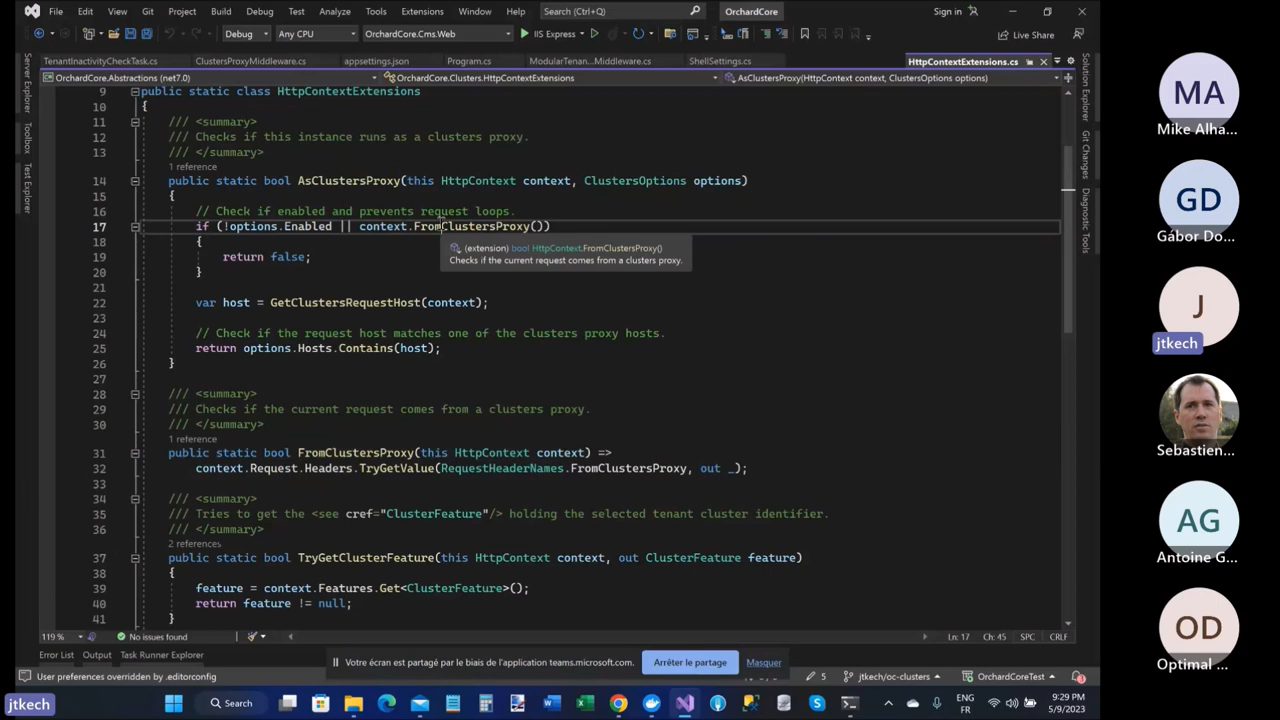 File Edit View Git Project Build Debug Test Analyze Tools Extensions Window Help Search (Ctrl+Q) OrchardCore Sign in
Debug Any CPU OrchardCore.Cms.Web IIS Express Live Share
TenantInactivityCheckTask.cs ClustersProxyMiddleware.cs appsettings.json Program.cs ModularTenan...Middleware.cs ShellSettings.cs HttpContextExtensions.cs
OrchardCore.Abstractions (net7.0) OrchardCore.Clusters.HttpContextExtensions AsClustersProxy(HttpContext context, ClustersOptions options)
Server Explorer
Toolbox
Test Explorer
Solution Explorer
Git Changes
Properties
9 public static class HttpContextExtensions
10 {
11 /// <summary>
12 /// Checks if this instance runs as a clusters proxy.
13 /// </summary>
1 reference
14 public static bool AsClustersProxy(this HttpContext context, ClustersOptions options)
15 {
16 // Check if enabled and prevents request loops.
17 if (!options.Enabled || context.FromClustersProxy())
18 {
(extension) bool HttpContext.FromClustersProxy()
Checks if the current request comes from a clusters proxy.
19 return false;
20 }
21
22 var host = GetClustersRequestHost(context);
23
24 // Check if the request host matches one of the clusters proxy hosts.
25 return options.Hosts.Contains(host);
26 }
27
28 /// <summary>
29 /// Checks if the current request comes from a clusters proxy.
30 /// </summary>
1 reference
31 public static bool FromClustersProxy(this HttpContext context) =>
32 context.Request.Headers.TryGetValue(RequestHeaderNames.FromClustersProxy, out _);
33
34 /// <summary>
35 /// Tries to get the <see cref="ClusterFeature"/> holding the selected tenant cluster identifier.
36 /// </summary>
2 references
37 public static bool TryGetClusterFeature(this HttpContext context, out ClusterFeature feature)
38 {
39 feature = context.Features.Get<ClusterFeature>();
40 return feature != null;
41 }
119 % No issues found Ln: 17 Ch: 45 SPC CRLF
Error List Output Task Runner Explorer
Votre écran est partagé par le biais de l'application teams.microsoft.com. Arrêter le partage Masquer
User preferences overridden by .editorconfig 5 jtkech/oc-clusters OrchardCoreTest 1
jtkech
Search
ENG
FR
9:29 PM
5/9/2023
MA
Mike Alha...
GD
Gábor Do...
J
jtkech
Sebastien...
AG
Antoine G...
OD
Optimal ...